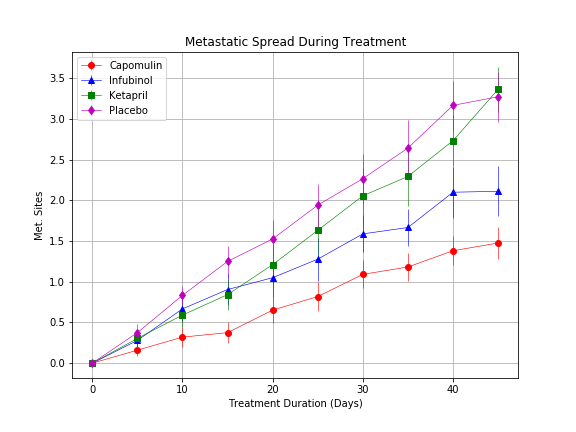 Metastatic Spread During Treatment
Capomulin
Infubinol
Ketapril
Placebo
3.5
3.0
2.5
2.0
1.5
1.0
0.5
0.0
Met. Sites
0
10
20
30
40
Treatment Duration (Days)